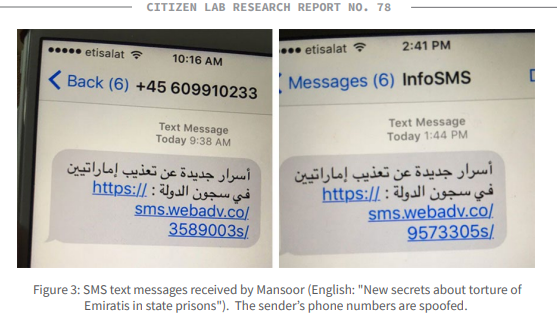 CITIZEN LAB RESEARCH REPORT NO. 78
etisalat 10:16 AM
Back (6) +45 609910233
Text Message
Today 9:38 AM
أسرار جديدة عن تعذيب إماراتيين
في سجون الدولة : https://
sms.webadv.co/
3589003s/
etisalat 2:41 PM
Messages (6) InfoSMS
Text Message
Today 1:44 PM
أسرار جديدة عن تعذيب إماراتيين
في سجون الدولة : https://
sms.webadv.co/
9573305s/
Figure 3: SMS text messages received by Mansoor (English: "New secrets about torture of
Emiratis in state prisons"). The sender's phone numbers are spoofed.